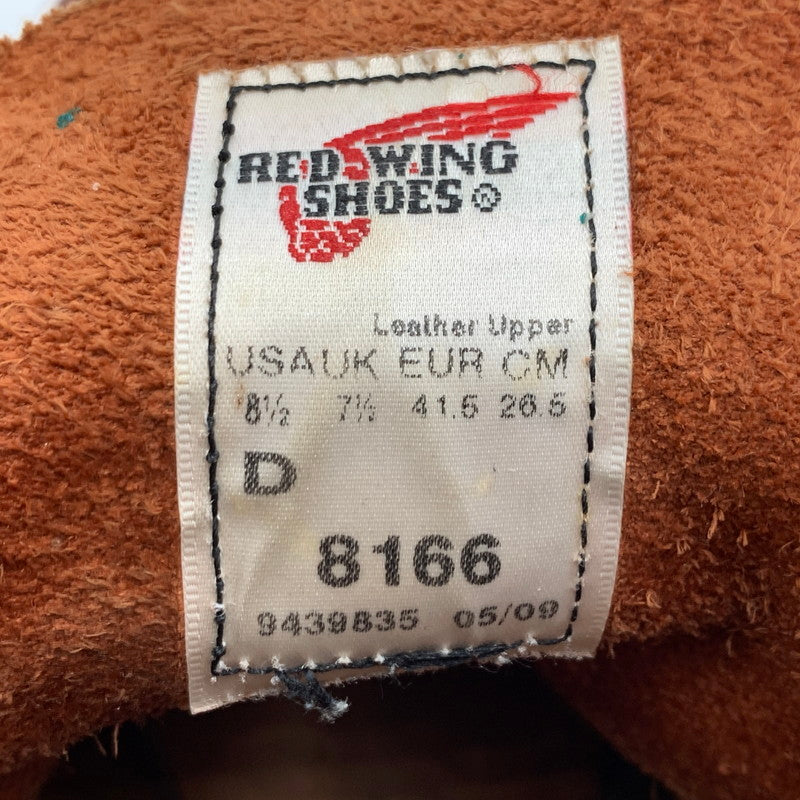 RED WING
SHOES ®
Leather Upper
USA UK EUR CM
8½ 7½ 41.5 26.5
D
8166
9439835 05/09